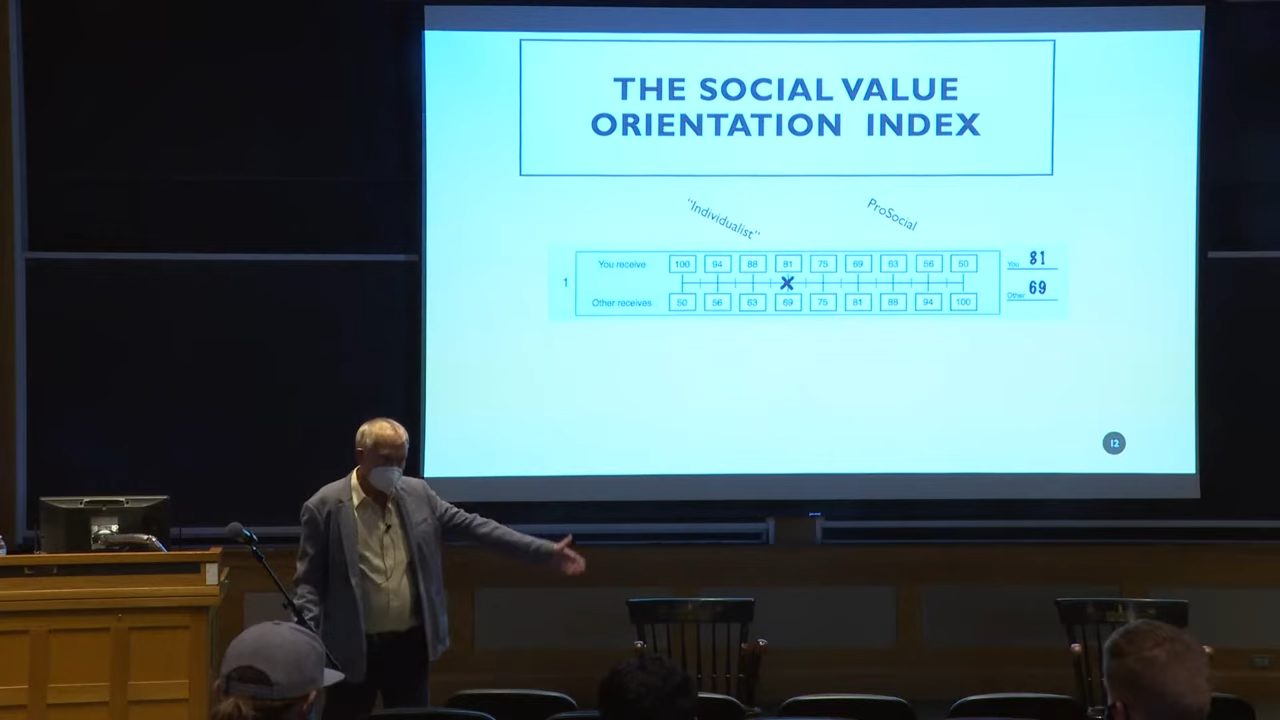 THE SOCIAL VALUE
ORIENTATION INDEX
"Individualist"
ProSocial
1
You receive 100 94 88 81 75 69 63 56 50
Other receives 50 56 63 69 75 81 88 94 100
You 81
Other 69
12